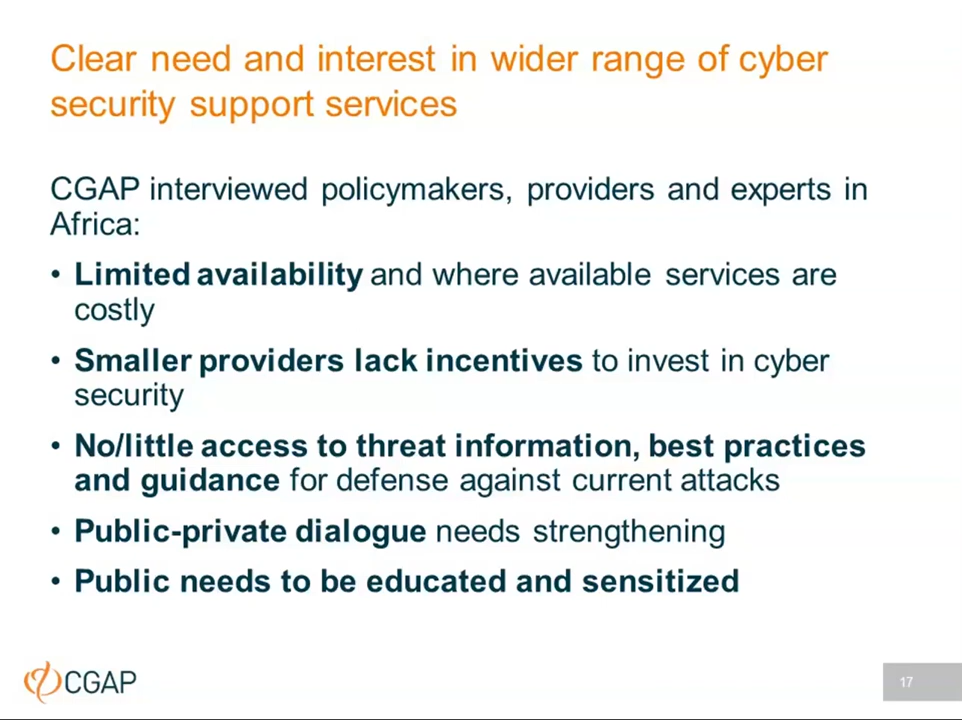 Clear need and interest in wider range of cyber
security support services
CGAP interviewed policymakers, providers and experts in
Africa:
• Limited availability and where available services are
costly
• Smaller providers lack incentives to invest in cyber
security
• No/little access to threat information, best practices
and guidance for defense against current attacks
• Public-private dialogue needs strengthening
• Public needs to be educated and sensitized
CGAP
17